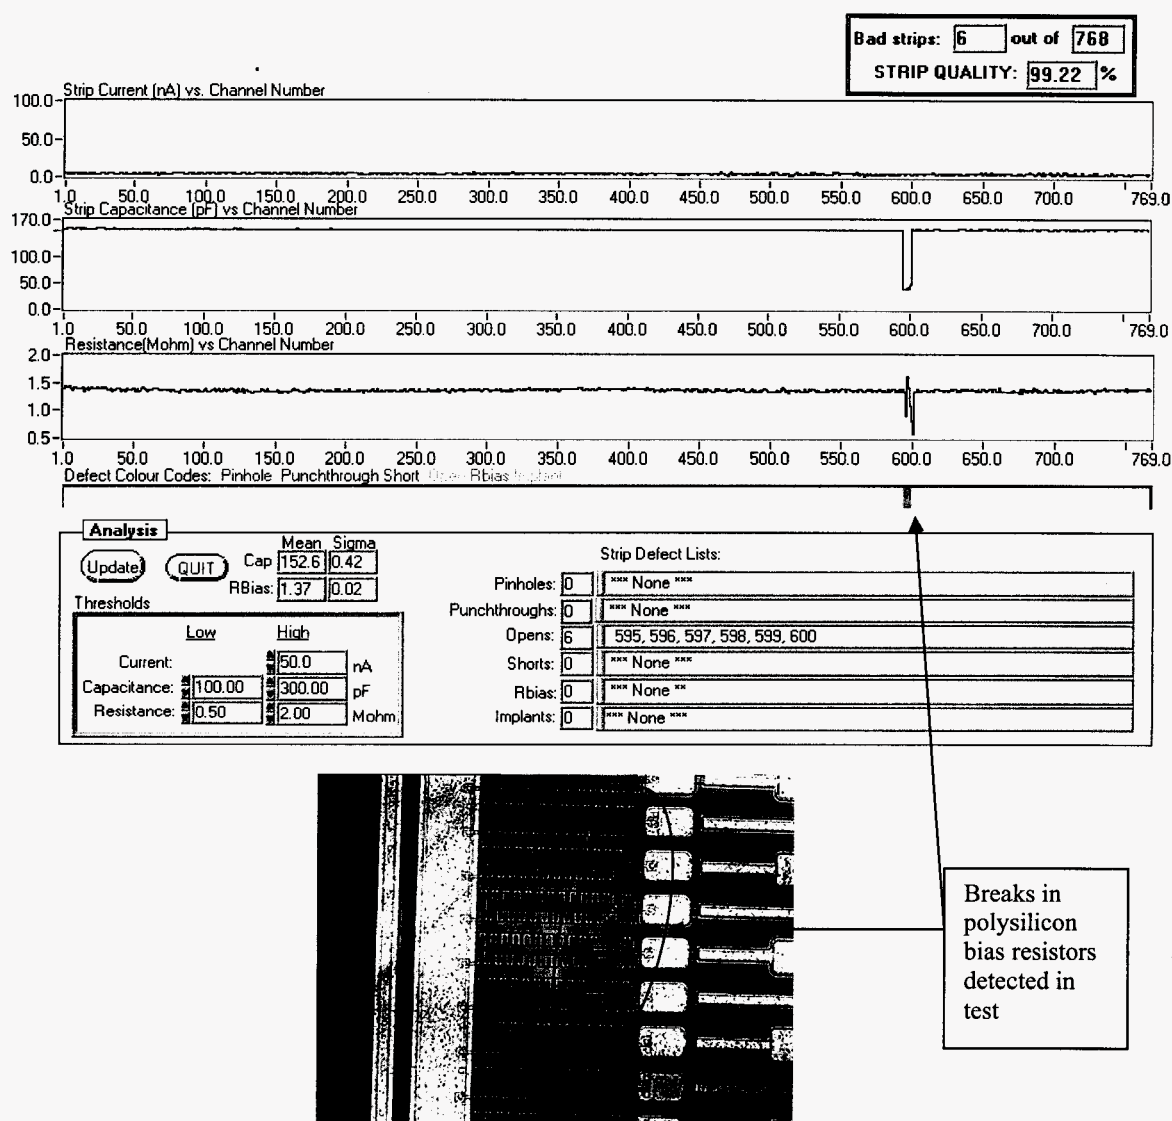 Bad strips: 6 out of 768
STRIP QUALITY: 99.22 %
Strip Current (nA) vs. Channel Number
100.0
50.0
0.0
1.0 50.0 100.0 150.0 200.0 250.0 300.0 350.0 400.0 450.0 500.0 550.0 600.0 650.0 700.0 769.0
Strip Capacitance (pF) vs Channel Number
170.0
100.0
50.0
0.0
1.0 50.0 100.0 150.0 200.0 250.0 300.0 350.0 400.0 450.0 500.0 550.0 600.0 650.0 700.0 769.0
Resistance(Mohm) vs Channel Number
2.0
1.5
1.0
0.5
1.0 50.0 100.0 150.0 200.0 250.0 300.0 350.0 400.0 450.0 500.0 550.0 600.0 650.0 700.0 769.0
Defect Colour Codes: Pinhole Punchthrough Short Open Rbias Implant
Analysis
Update QUIT
Mean Sigma
Cap 152.6 0.42
RBias: 1.37 0.02
Thresholds
Low High
Current: 50.0 nA
Capacitance: 100.00 300.00 pF
Resistance: 0.50 2.00 Mohm
Strip Defect Lists:
Pinholes: 0 *** None ***
Punchthroughs: 0 *** None ***
Opens: 6 595, 596, 597, 598, 599, 600
Shorts: 0 *** None ***
Rbias: 0 *** None **
Implants: 0 *** None ***
Breaks in
polysilicon
bias resistors
detected in
test